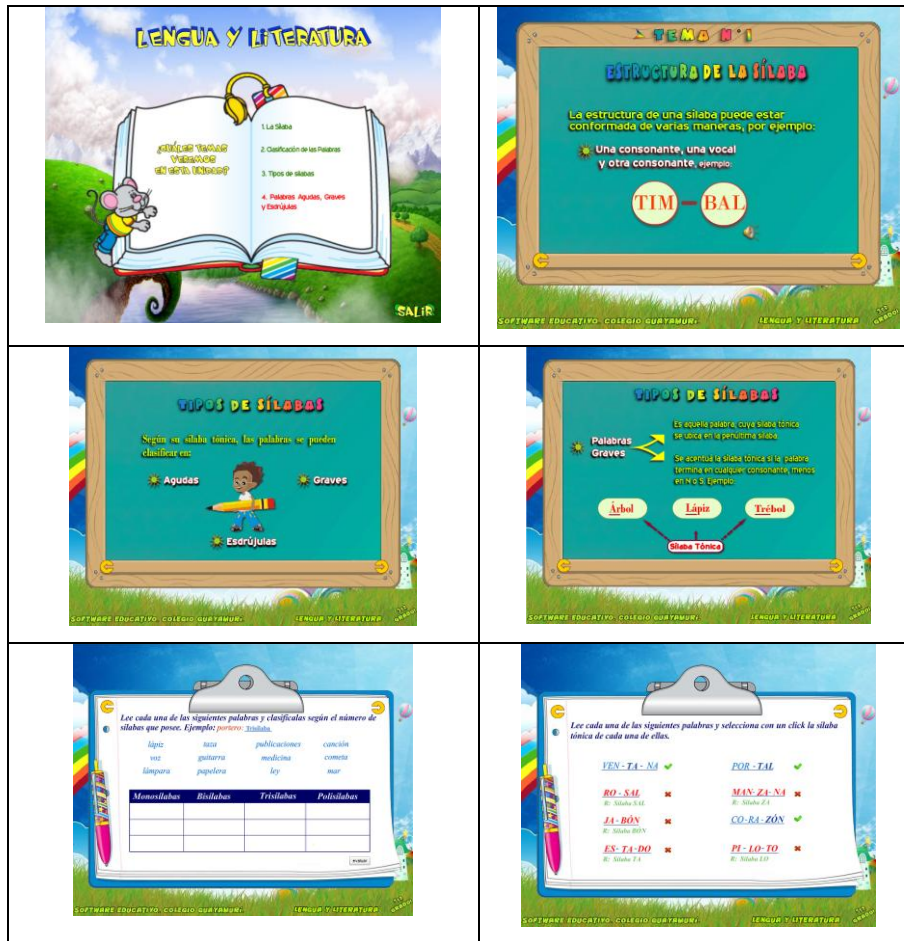 LENGUA Y LITERATURA
¿CUÁLES TEMAS
VEREMOS
EN ESTA UNIDAD?
1. La Sílaba
2. Clasificación de las Palabras
3. Tipos de sílabas
4. Palabras Agudas, Graves
y Esdrújulas
SALIR
TEMA N°1
ESTRUCTURA DE LA SÍLABA
La estructura de una sílaba puede estar
conformada de varias maneras, por ejemplo:
Una consonante, una vocal
y otra consonante, ejemplo:
TIM - BAL
SOFTWARE EDUCATIVO. COLEGIO GUAYAMURI.
LENGUA Y LITERATURA
GRADO
TIPOS DE SÍLABAS
Según su sílaba tónica, las palabras se pueden
clasificar en:
Agudas
Graves
Esdrújulas
SOFTWARE EDUCATIVO. COLEGIO GUAYAMURI.
LENGUA Y LITERATURA
GRADO
TIPOS DE SÍLABAS
Palabras
Graves
Es aquella palabra, cuya sílaba tónica
se ubica en la penúltima sílaba.
Se acentúa la sílaba tónica si la palabra
termina en cualquier consonante, menos
en N o S. Ejemplo:
Árbol
Lápiz
Trébol
Sílaba Tónica
SOFTWARE EDUCATIVO. COLEGIO GUAYAMURI.
LENGUA Y LITERATURA
GRADO
Lee cada una de las siguientes palabras y clasifícalas según el número de
sílabas que posee. Ejemplo: portero: Trisílaba
lápiz taza publicaciones canción
voz guitarra medicina cometa
lámpara papelera ley mar
Monosílabas Bisílabas Trisílabas Polisílabas
SOFTWARE EDUCATIVO. COLEGIO GUAYAMURI.
LENGUA Y LITERATURA
GRADO
Lee cada una de las siguientes palabras y selecciona con un click la sílaba
tónica de cada una de ellas.
VEN - TA - NA
POR - TAL
RO - SAL
R: Sílaba SAL
MAN- ZA- NA
R: Sílaba ZA
JA - BÓN
R: Sílaba BÓN
CO-RA- ZÓN
ES- TA- DO
R: Sílaba TA
PI - LO- TO
R: Sílaba LO
SOFTWARE EDUCATIVO. COLEGIO GUAYAMURI.
LENGUA Y LITERATURA
GRADO